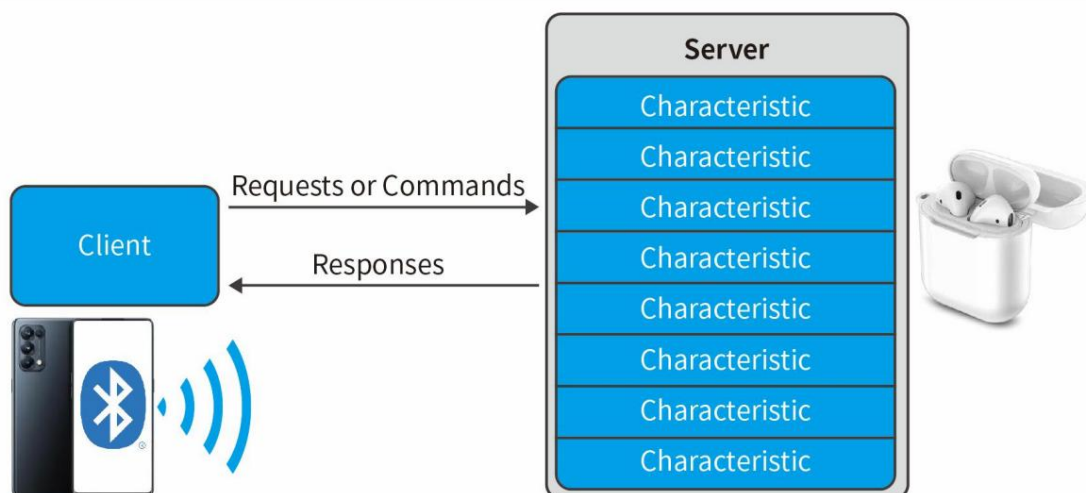 Server
Characteristic
Characteristic
Characteristic
Characteristic
Characteristic
Characteristic
Characteristic
Characteristic
Client
Requests or Commands
Responses